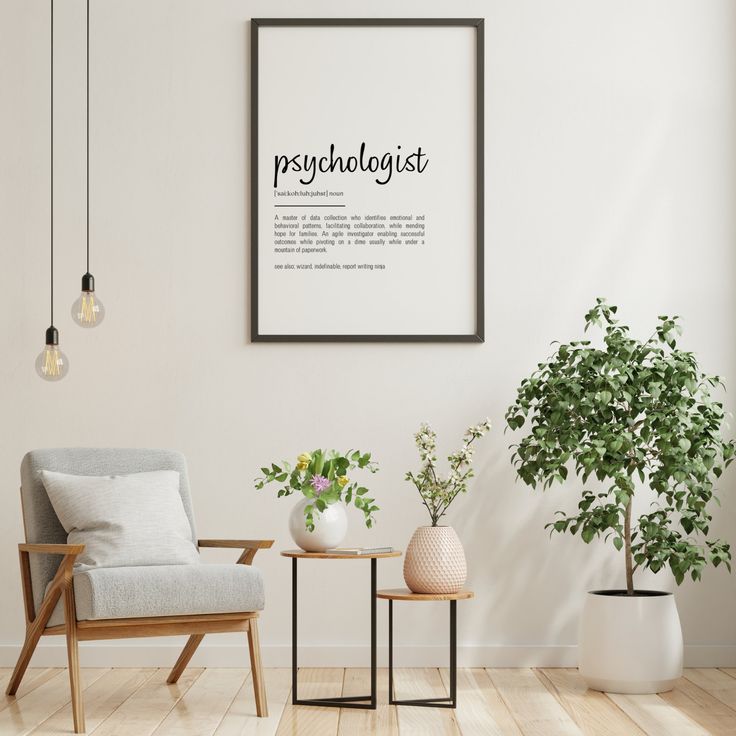 psychologist
['sai;koh;luh;juhst] noun
A master of data collection who identifies emotional and
behavioral patterns, facilitating collaboration, while mending
hope for families. An agile investigator enabling successful
outcomes while pivoting on a dime usually while under a
mountain of paperwork.
see also; wizard, indefinable, report writing ninja